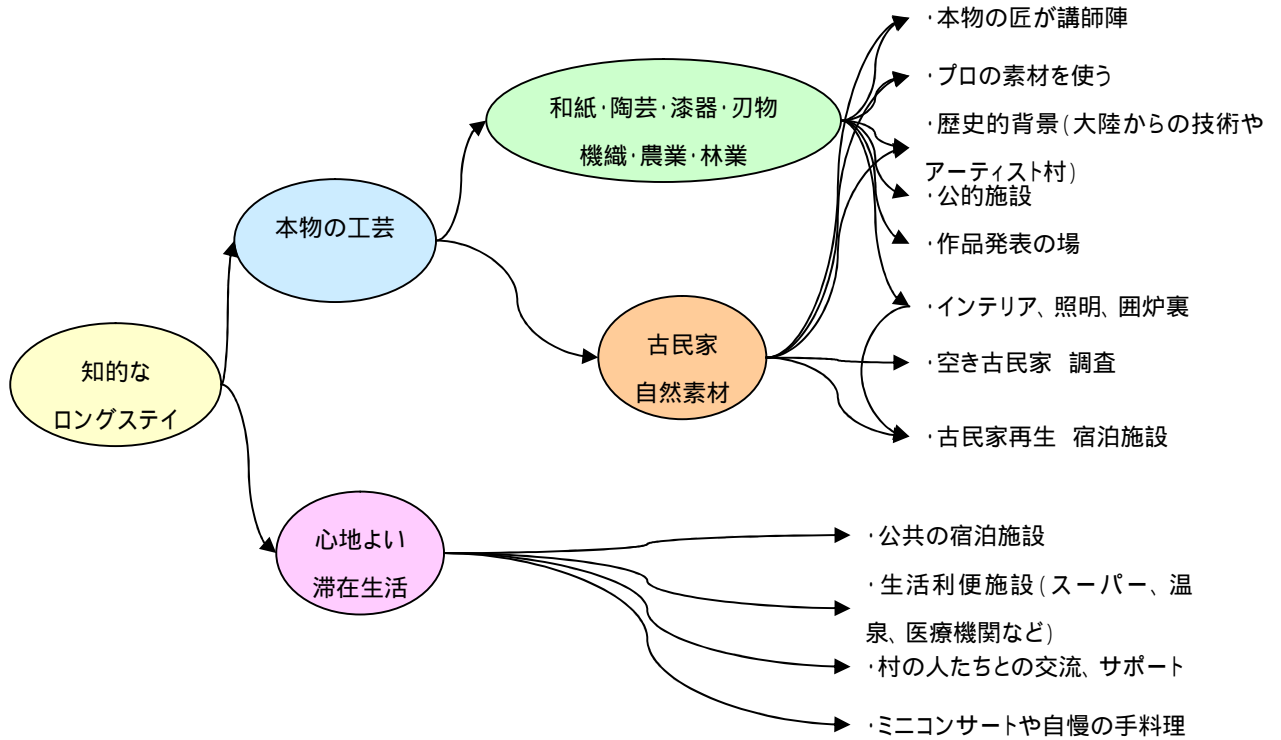 知的な
ロングステイ
本物の工芸
和紙・陶芸・漆器・刃物
機織・農業・林業
古民家
自然素材
心地よい
滞在生活
・本物の匠が講師陣
・プロの素材を使う
・歴史的背景(大陸からの技術や
アーティスト村)
・公的施設
・作品発表の場
・インテリア、照明、囲炉裏
・空き古民家　調査
・古民家再生　宿泊施設
・公共の宿泊施設
・生活利便施設(スーパー、温
泉、医療機関など)
・村の人たちとの交流、サポート
・ミニコンサートや自慢の手料理